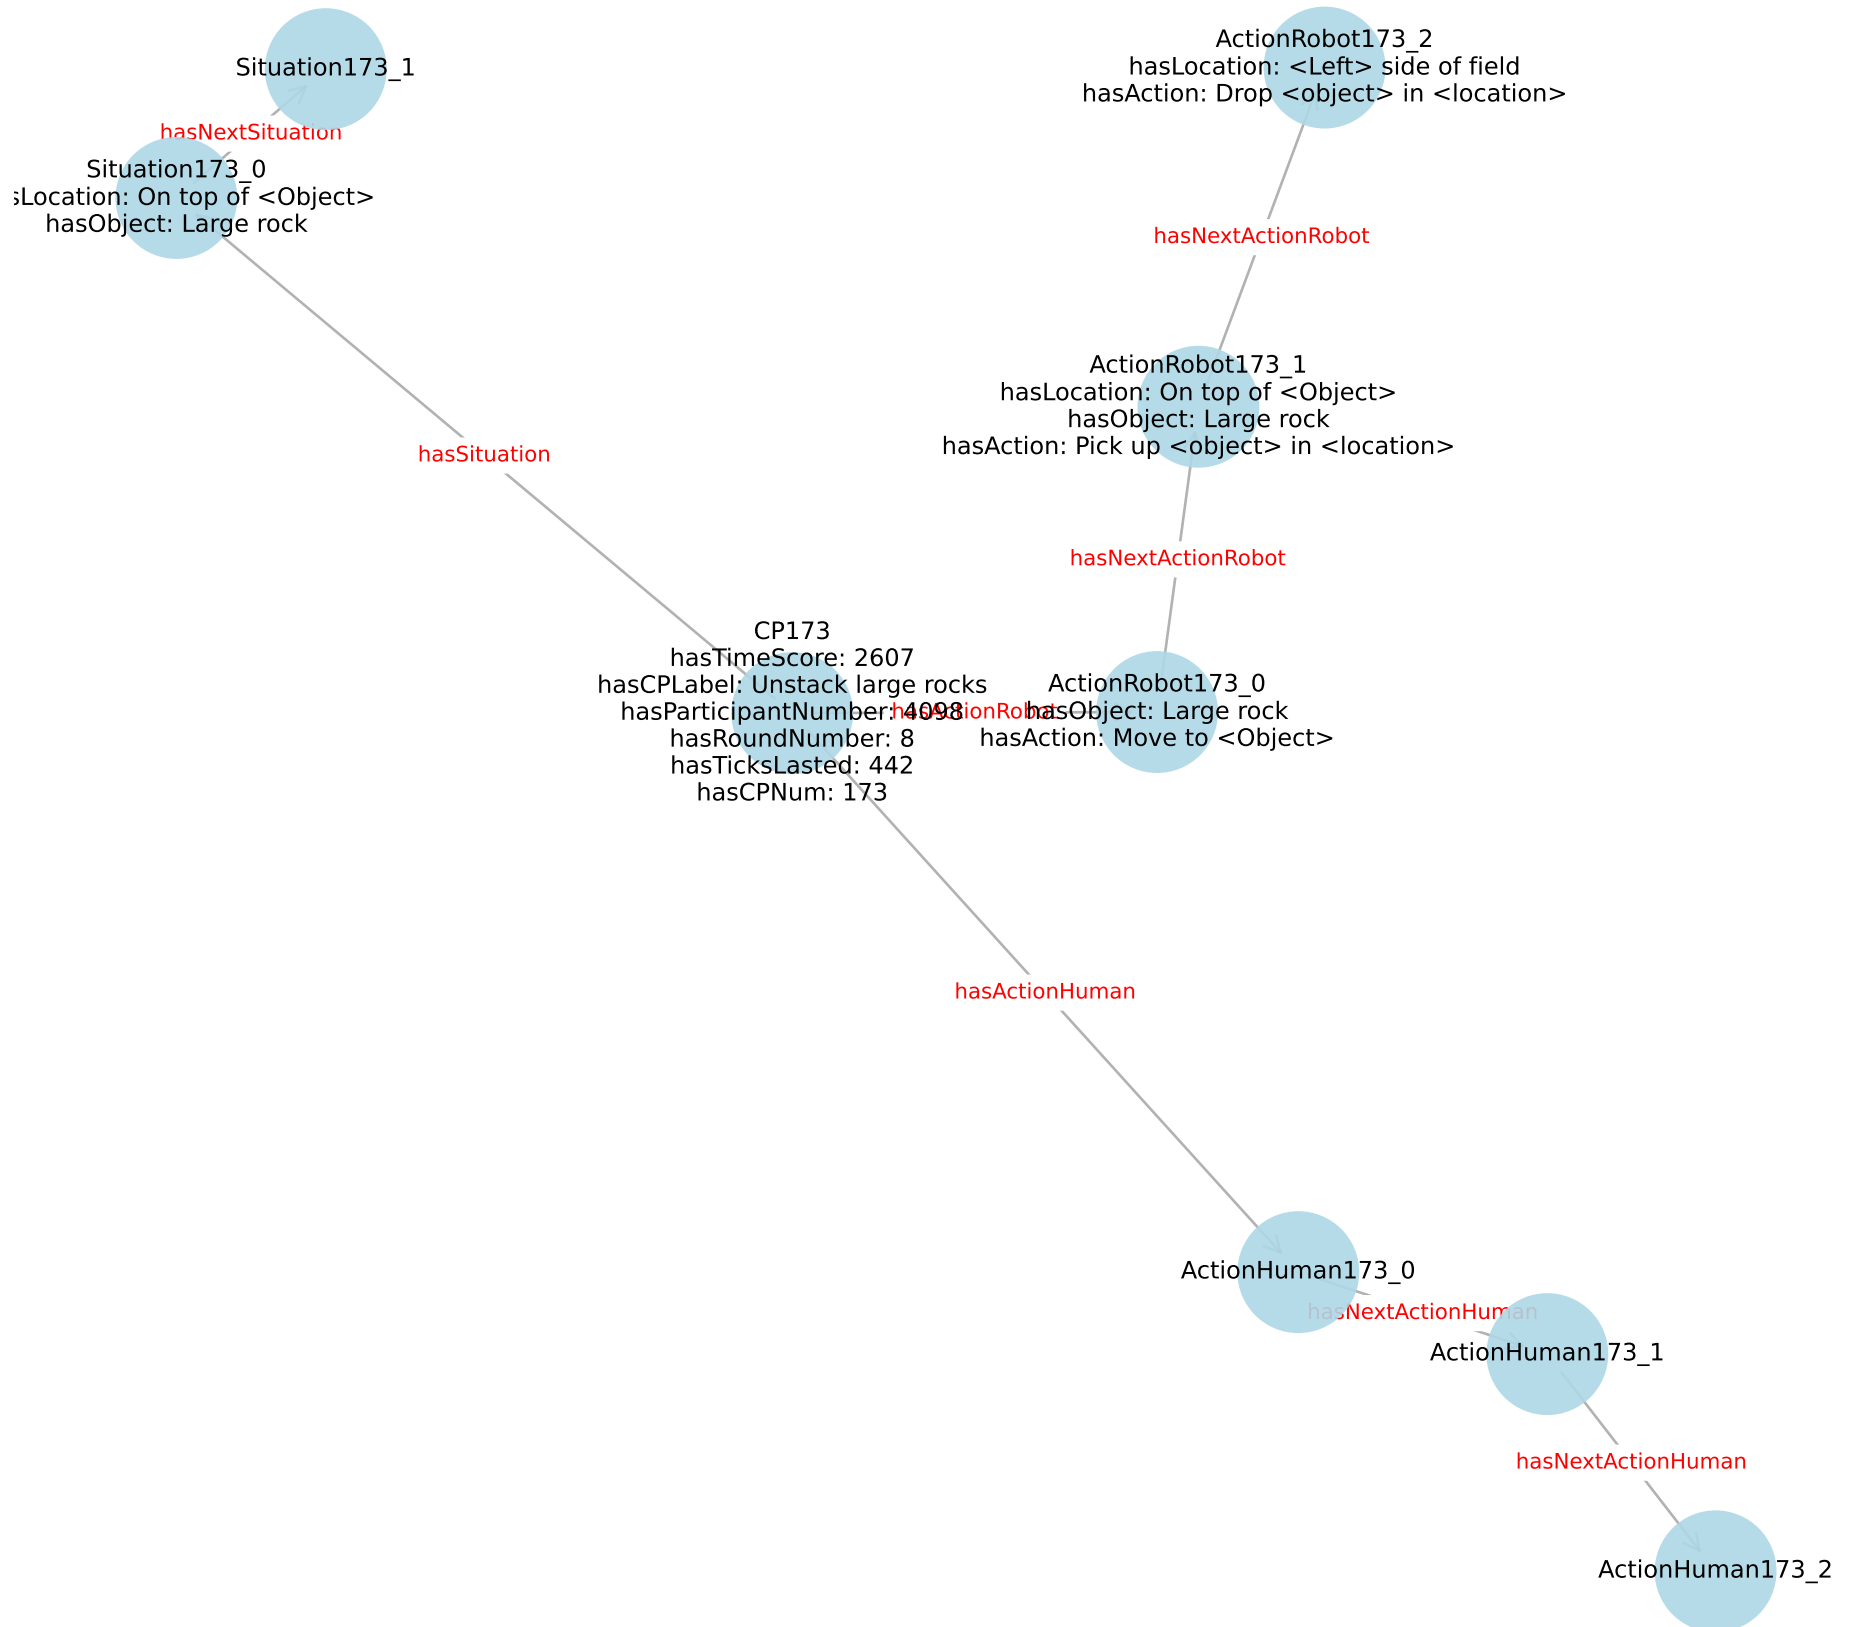 Situation173_1
hasNextSituation
Situation173_0
sLocation: On top of <Object>
hasObject: Large rock
ActionRobot173_2
hasLocation: <Left> side of field
hasAction: Drop <object> in <location>
hasNextActionRobot
ActionRobot173_1
hasLocation: On top of <Object>
hasObject: Large rock
hasAction: Pick up <object> in <location>
hasSituation
hasNextActionRobot
CP173
hasTimeScore: 2607
hasCPLabel: Unstack large rocks
hasParticipantNumber: 4098
hasRoundNumber: 8
hasTicksLasted: 442
hasCPNum: 173
hasActionRobot
ActionRobot173_0
hasObject: Large rock
hasAction: Move to <Object>
hasActionHuman
ActionHuman173_0
hasNextActionHuman
ActionHuman173_1
hasNextActionHuman
ActionHuman173_2